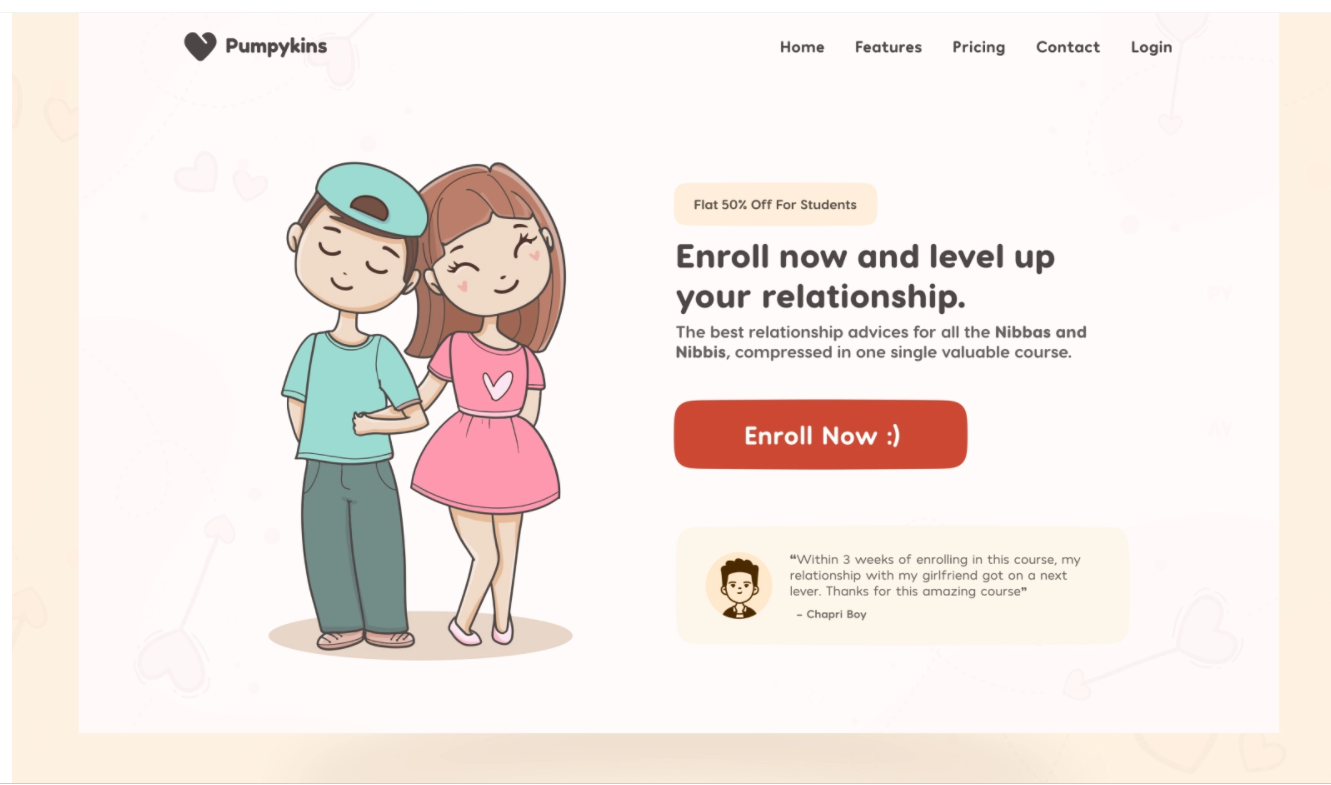 Pumpykins
Home Features Pricing Contact Login
Flat 50% Off For Students
Enroll now and level up
your relationship.
The best relationship advices for all the Nibbas and
Nibbis, compressed in one single valuable course.
Enroll Now :)
“Within 3 weeks of enrolling in this course, my
relationship with my girlfriend got on a next
lever. Thanks for this amazing course”
- Chapri Boy